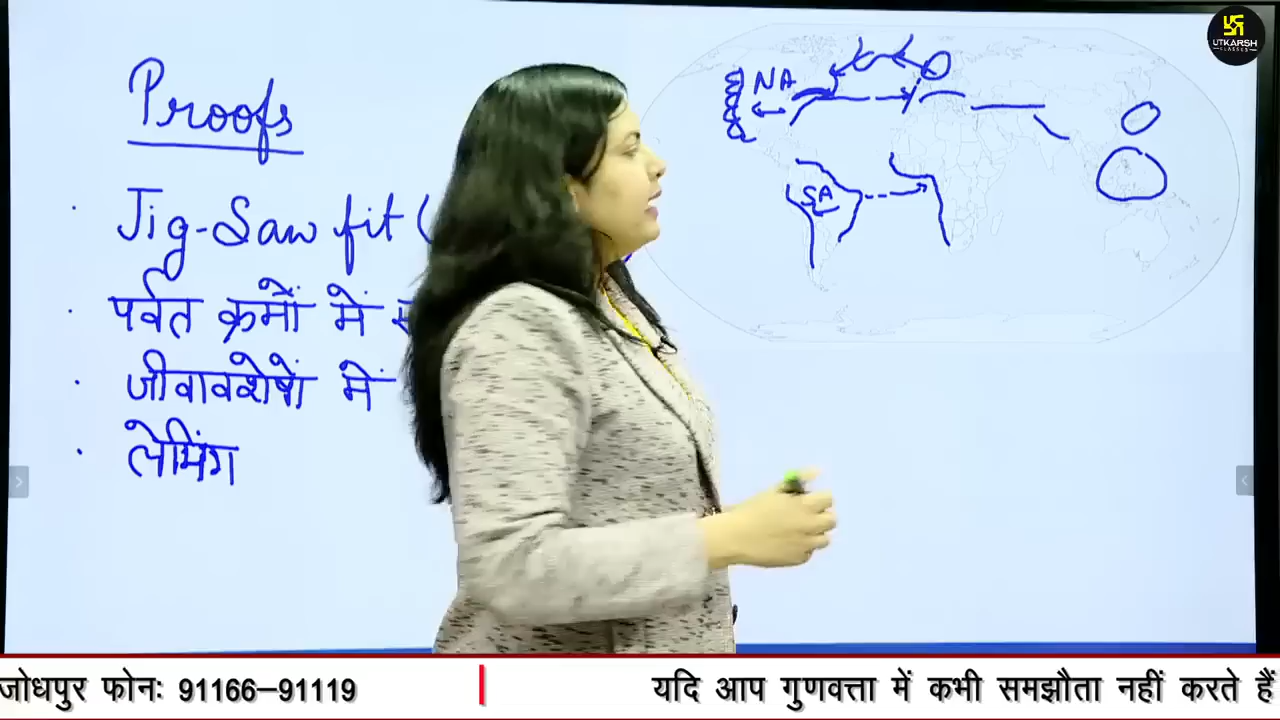 Proofs
Jig-Saw fit (
पर्वत क्रमों में
जीवावशेषों में
लेमिंग
NA
SA
UTKARSH
CLASSES
जोधपुर फोनः 91166-91119
यदि आप गुणवत्ता में कभी समझौता नहीं करते हैं